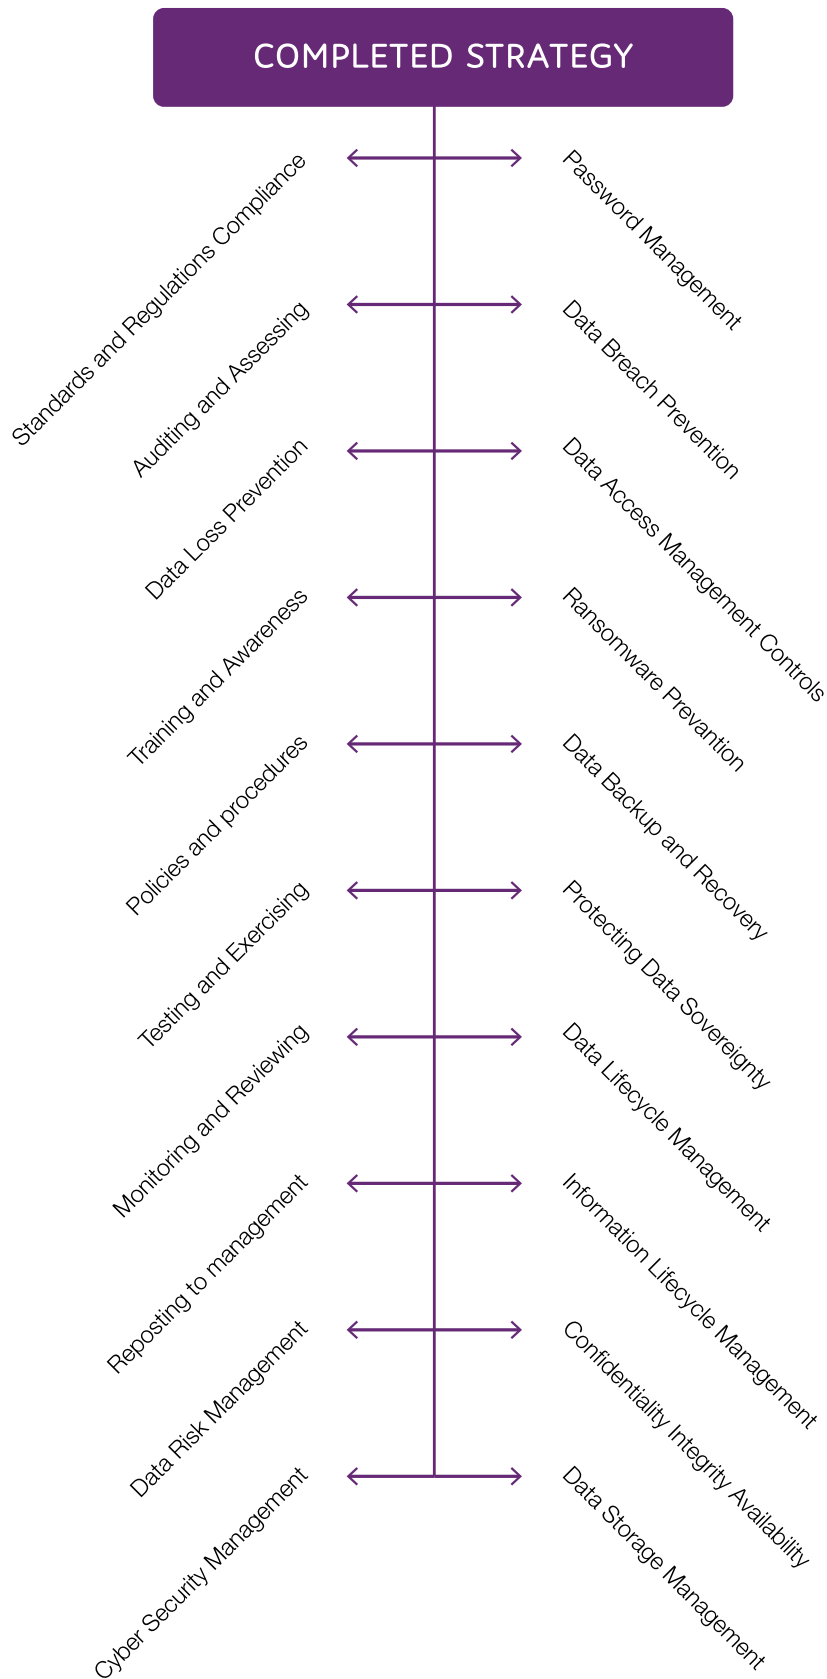 COMPLETED STRATEGY
Standards and Regulations Compliance
Password Management
Auditing and Assessing
Data Breach Prevention
Data Loss Prevention
Data Access Management Controls
Training and Awareness
Ransomware Prevantion
Policies and procedures
Data Backup and Recovery
Testing and Exercising
Protecting Data Sovereignty
Monitoring and Reviewing
Data Lifecycle Management
Reposting to management
Information Lifecycle Management
Data Risk Management
Confidentiality Integrity Availability
Cyber Security Management
Data Storage Management